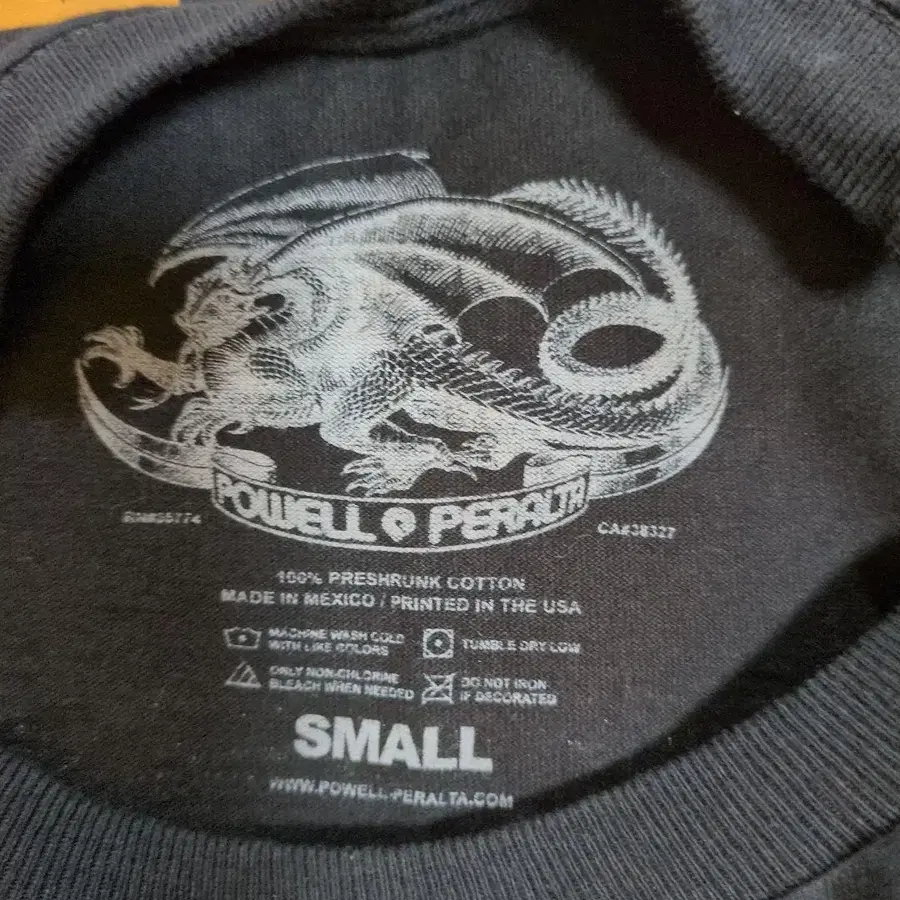 POWELL PERALTA
CA#38327
100% PRESHRUNK COTTON
MADE IN MEXICO / PRINTED IN THE USA
MACHINE WASH COLD
WITH LIKE COLORS
TUMBLE DRY LOW
ONLY NON-CHLORINE
BLEACH WHEN NEEDED
DO NOT IRON
IF DECORATED
SMALL
WWW.POWELL-PERALTA.COM